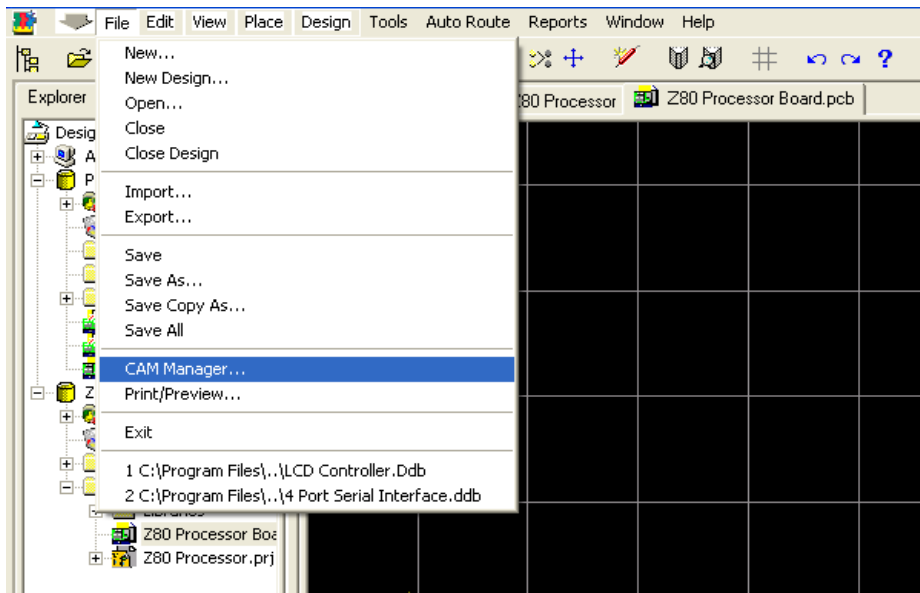 File Edit View Place Design Tools Auto Route Reports Window Help
Explorer
80 Processor
Z80 Processor Board.pcb
New...
New Design...
Open...
Close
Close Design
Import...
Export...
Save
Save As...
Save Copy As...
Save All
CAM Manager...
Print/Preview...
Exit
1 C:\Program Files\..\LCD Controller.Ddb
2 C:\Program Files\..\4 Port Serial Interface.ddb
Desig
A
P
Z
Z80 Processor Boa
Z80 Processor.prj